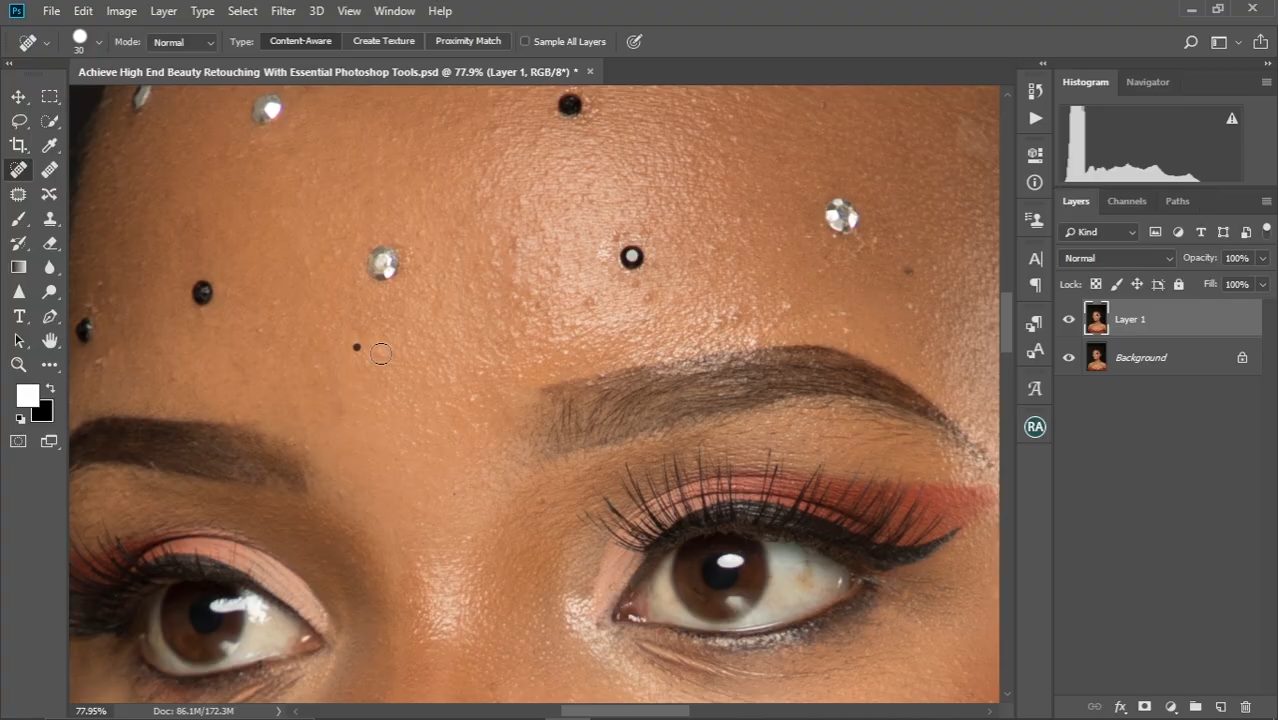 Ps File Edit Image Layer Type Select Filter 3D View Window Help
30 Mode: Normal Type: Content-Aware Create Texture Proximity Match Sample All Layers
Achieve High End Beauty Retouching With Essential Photoshop Tools.psd @ 77.9% (Layer 1, RGB/8*) * ×
Histogram Navigator
Layers Channels Paths
Kind
Normal Opacity: 100%
Lock: Fill: 100%
Layer 1
Background
RA
77.95% Doc: 86.1M/172.3M